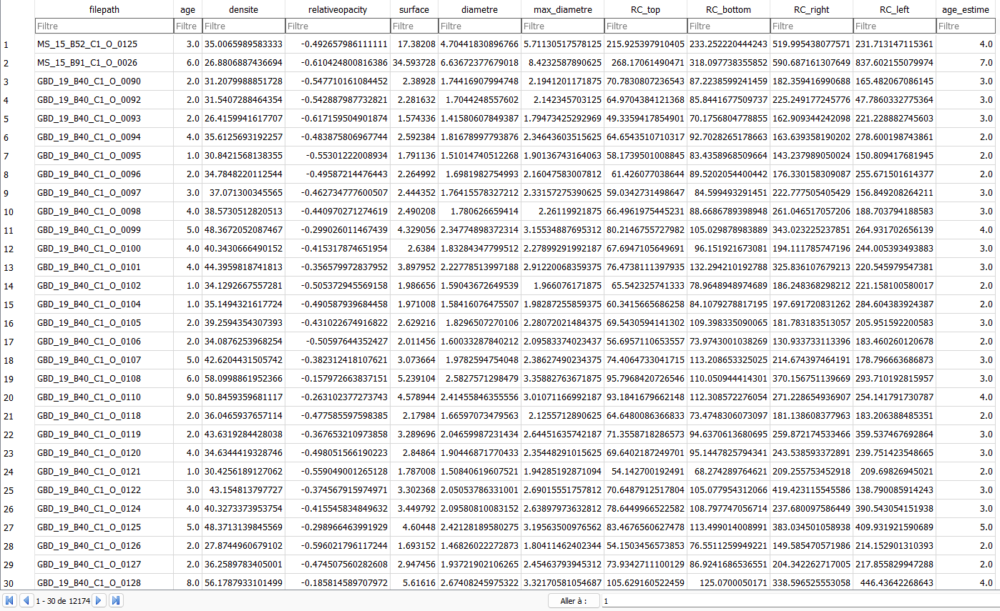 filepath age densite relativeopacity surface diametre max_diametre RC_top RC_bottom RC_right RC_left age_estime
Filtre Filtre Filtre Filtre Filtre Filtre Filtre Filtre Filtre Filtre Filtre Filtre
1 MS_15_B52_C1_O_0125 3.0 35.0065989583333 -0.492657986111111 17.38208 4.70441830896766 5.71130517578125 215.925397910405 233.252220444243 519.995438077571 231.713147115361 4.0
2 MS_15_B91_C1_O_0026 6.0 26.8806887436694 -0.610424800816386 34.593728 6.63672377679018 8.4232587890625 268.17061490471 318.097738355852 590.687161307649 837.602155079974 7.0
3 GBD_19_B40_C1_O_0090 2.0 31.2079988851728 -0.547710161084452 2.38928 1.74416907994748 2.1941201171875 70.7830807236543 87.2238599241459 182.359416990688 165.482067086145 3.0
4 GBD_19_B40_C1_O_0092 2.0 31.5407288464354 -0.542887987732821 2.281632 1.7044248557602 2.142345703125 64.9704384121368 85.8441677509737 225.249177245776 47.7860332775364 3.0
5 GBD_19_B40_C1_O_0093 2.0 26.4159941617707 -0.617159504901874 1.574336 1.41580607849387 1.79473425292969 49.3359417854901 70.1756804778855 162.909344242098 221.228882745603 3.0
6 GBD_19_B40_C1_O_0094 4.0 35.6125693192257 -0.483875806967744 2.592384 1.81678997793876 2.34643603515625 64.6543510710317 92.7028265178663 163.639358190202 278.600198743861 2.0
7 GBD_19_B40_C1_O_0095 1.0 30.8421568138355 -0.55301222008934 1.791136 1.51014740512268 1.90136743164063 58.1739501008845 83.4358968509664 143.237989050024 150.809417681945 2.0
8 GBD_19_B40_C1_O_0096 2.0 34.7848220112544 -0.49587214476443 2.264992 1.6981982754993 2.16047583007812 61.426077038644 89.5202054400442 176.330158309087 255.671501614377 2.0
9 GBD_19_B40_C1_O_0097 3.0 37.071300345565 -0.462734777600507 2.444352 1.76415578327212 2.33157275390625 59.0342731498647 84.599493291451 222.777505405429 156.849208264211 3.0
10 GBD_19_B40_C1_O_0098 4.0 38.5730512820513 -0.440970271274619 2.490208 1.780626659414 2.26119921875 66.4961975445231 88.6686789398948 261.046517057206 188.703794188583 3.0
11 GBD_19_B40_C1_O_0099 5.0 48.3672052087467 -0.299026011467439 4.329056 2.34774898372314 3.15534887695312 80.2146755727982 105.029878983889 343.023225237851 264.931702656139 4.0
12 GBD_19_B40_C1_O_0100 4.0 40.3430666490152 -0.415317874651954 2.6384 1.83284347799512 2.27899291992187 67.6947105649691 96.151921673081 194.111785747196 244.005393493883 3.0
13 GBD_19_B40_C1_O_0101 4.0 44.3959818741813 -0.356579972837952 3.897952 2.22778513997188 2.91220068359375 76.4738111397935 132.294210192788 325.836107679213 220.545979547381 3.0
14 GBD_19_B40_C1_O_0102 1.0 34.1292667557281 -0.505372945569158 1.986656 1.59043672649539 1.966076171875 65.542325741333 78.9648948974689 186.248368298212 221.158100580017 2.0
15 GBD_19_B40_C1_O_0104 1.0 35.1494321617724 -0.490587939684458 1.971008 1.58416076475507 1.98287255859375 60.3415665686258 84.1079278817195 197.691720831262 284.604383924387 2.0
16 GBD_19_B40_C1_O_0105 2.0 39.2594354307393 -0.431022674916822 2.629216 1.8296507270106 2.28072021484375 69.5430594141302 109.398335090065 181.783183513057 205.951592200583 3.0
17 GBD_19_B40_C1_O_0106 2.0 34.0876253968254 -0.50597644352427 2.011456 1.60033287840212 2.09583374023437 56.6957110653557 73.9743001038269 130.933733113396 183.460260120678 2.0
18 GBD_19_B40_C1_O_0107 5.0 42.6204431505742 -0.382312418107621 3.073664 1.9782594754048 2.38627490234375 74.4064733041715 113.208653325025 214.674397464191 178.796663686873 3.0
19 GBD_19_B40_C1_O_0108 6.0 58.0998861952366 -0.157972663837151 5.239104 2.5827571298479 3.35882763671875 95.7968420726546 110.050944414301 370.156751139669 293.710192815957 3.0
20 GBD_19_B40_C1_O_0110 9.0 50.8459359681117 -0.263102377273743 4.578944 2.41455846355556 3.01071166992187 93.1841679662148 112.308572276054 271.228654936907 254.141791730787 4.0
21 GBD_19_B40_C1_O_0118 2.0 36.0465937657114 -0.477585597598385 2.17984 1.66597073479563 2.1255712890625 64.6480086366833 73.4748306073097 181.138608377963 183.206388485351 2.0
22 GBD_19_B40_C1_O_0119 2.0 43.6319284428038 -0.367653210973858 3.289696 2.04659987231434 2.64451635742187 71.3558718286573 94.6370613680695 259.872174533466 359.537467692864 3.0
23 GBD_19_B40_C1_O_0120 4.0 34.6344419328746 -0.498051566190223 2.84864 1.90446871770433 2.35448291015625 69.6402187249701 95.1447825794341 243.538593372891 239.751423548665 3.0
24 GBD_19_B40_C1_O_0121 1.0 30.4256189127062 -0.559049001265128 1.787008 1.50840619607521 1.94285192871094 54.142700192491 68.274289764621 209.255753452918 209.69826945021 2.0
25 GBD_19_B40_C1_O_0122 3.0 43.154813797727 -0.374567915974971 3.302368 2.05053786331001 2.69015551757812 70.6487912517804 105.077954312066 419.423115545586 138.790085914243 3.0
26 GBD_19_B40_C1_O_0124 4.0 40.3273373953754 -0.415545834849632 3.449792 2.09580810083152 2.63897973632812 78.6449966522582 108.797747056714 237.680097586449 390.543054151938 3.0
27 GBD_19_B40_C1_O_0125 5.0 48.3713139845569 -0.298966463991929 4.60448 2.42128189580275 3.19563500976562 83.4676560627478 113.499014008991 383.034501058938 409.931921590689 5.0
28 GBD_19_B40_C1_O_0126 2.0 27.8744960679102 -0.596021796117244 1.693152 1.46826022272873 1.80411462402344 54.1503456573853 76.5511259949221 149.585470571986 214.152901310393 2.0
29 GBD_19_B40_C1_O_0127 2.0 36.2589783405001 -0.474507560282608 2.947456 1.93721902106265 2.45463793945312 73.9342711100129 86.9241686536551 204.342262717005 217.855829947288 2.0
30 GBD_19_B40_C1_O_0128 8.0 56.1787933101499 -0.185814589707972 5.61616 2.67408245975322 3.32170581054687 105.629160522459 125.0700050171 338.596525553058 446.43642268643 4.0
1 - 30 de 12174 Aller à : 1